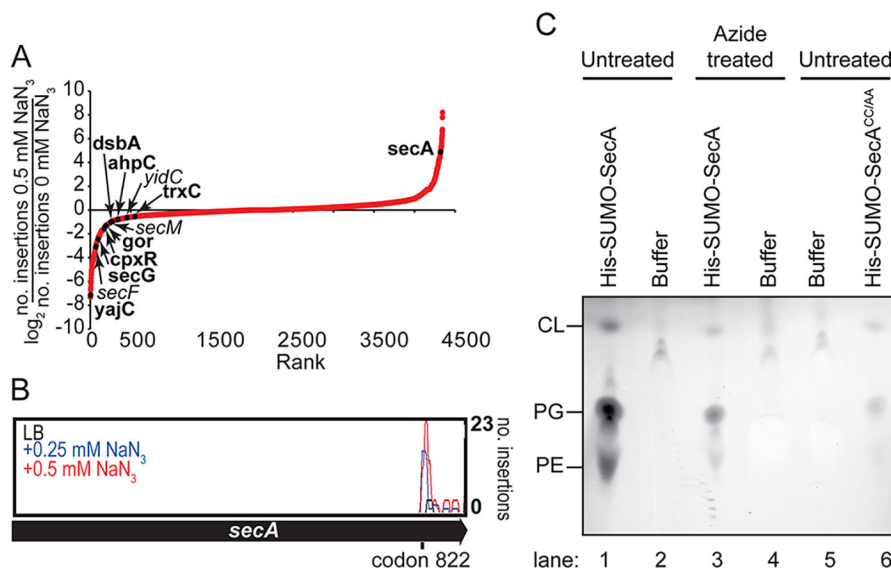 A
no. insertions 0.5 mM NaN3
log2 no. insertions 0 mM NaN3
10
8
6
4
2
0
-2
-4
-6
-8
-10
dsbA
ahpC
yidC
trxC
secA
secM
gor
cpxR
secG
secF
yajC
0 500 1500 2500 3500 4500
Rank
B
LB
+0.25 mM NaN3
+0.5 mM NaN3
23
0
no. insertions
secA
codon 822
C
Untreated
Azide
treated
Untreated
His-SUMO-SecA
Buffer
His-SUMO-SecA
Buffer
Buffer
His-SUMO-SecA^CC/AA
CL
PG
PE
lane: 1 2 3 4 5 6